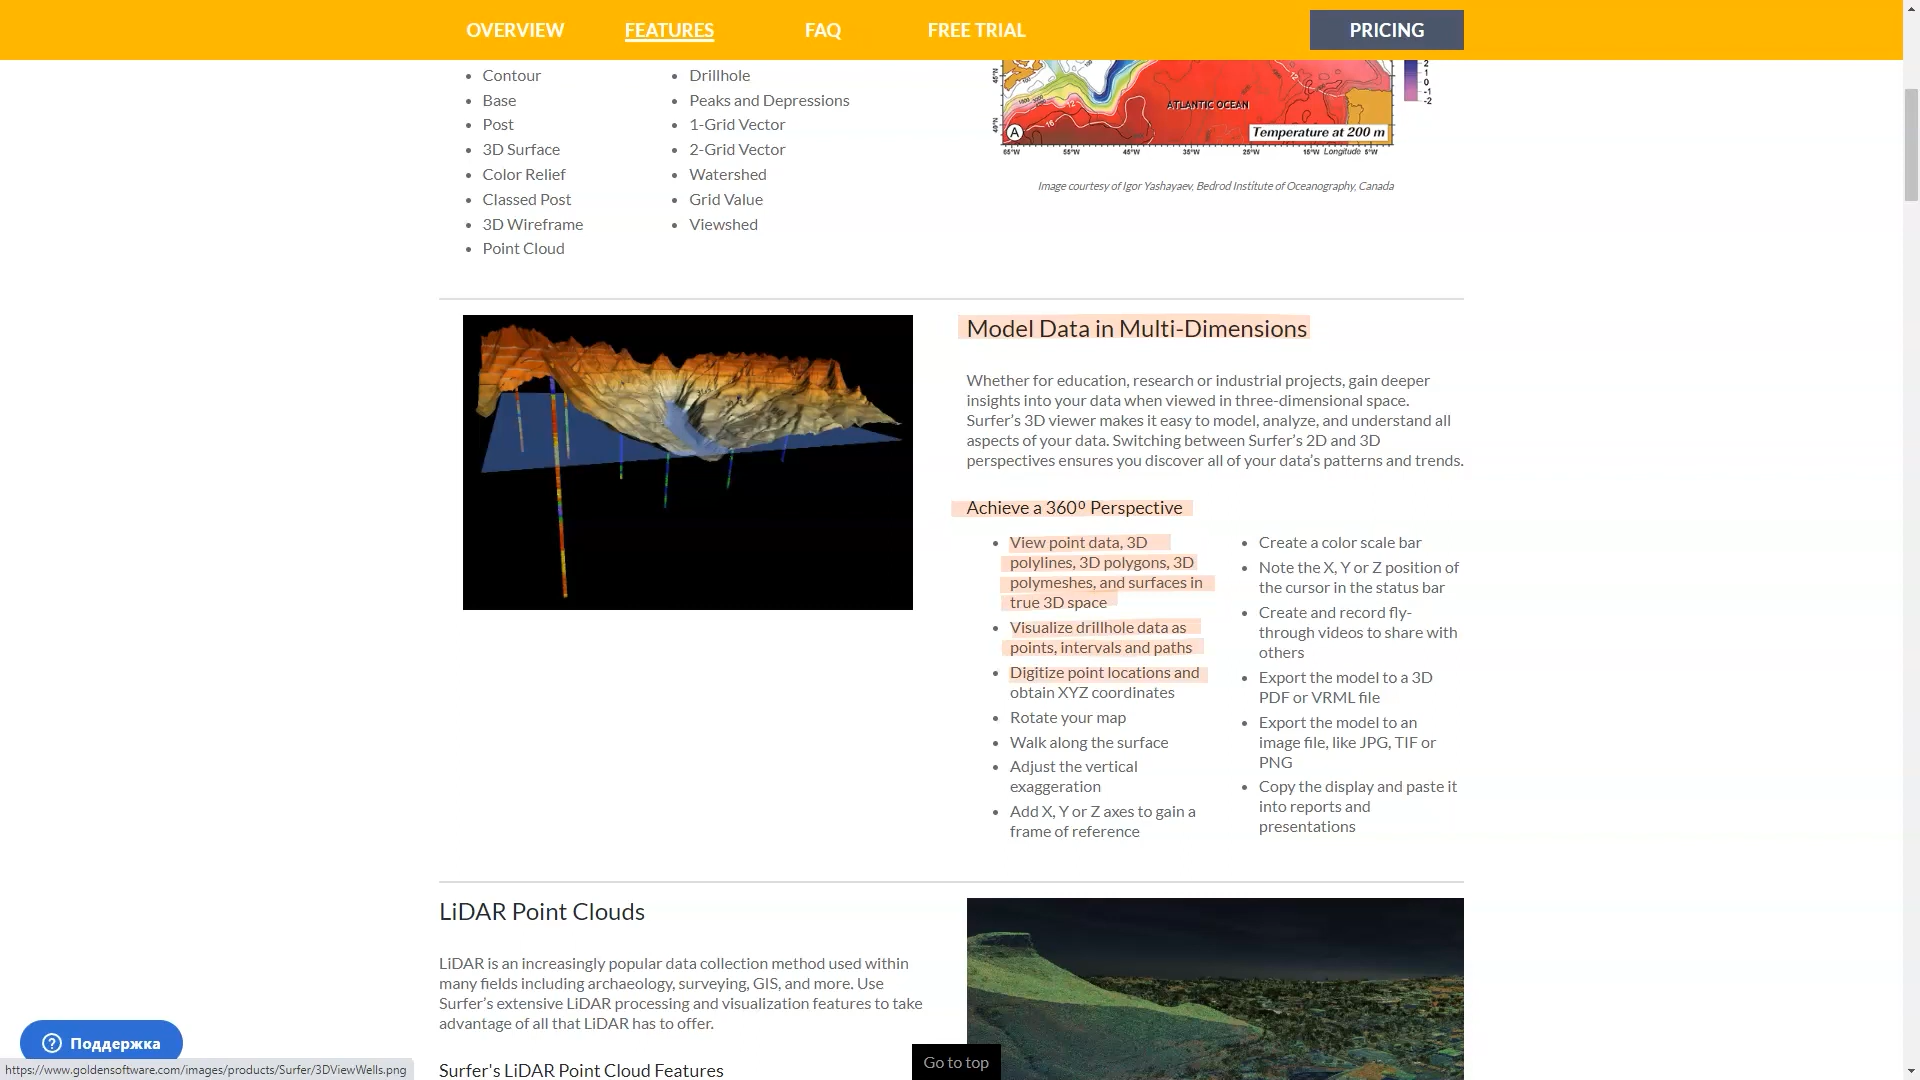 OVERVIEW
FEATURES
FAQ
FREE TRIAL
PRICING
Contour
Base
Post
3D Surface
Color Relief
Classed Post
3D Wireframe
Point Cloud
Drillhole
Peaks and Depressions
1-Grid Vector
2-Grid Vector
Watershed
Grid Value
Viewshed
ATLANTIC OCEAN
A
Temperature at 200 m
65°W 55°W 45°W 35°W 25°W 15°W Longitude 5°W
2
1
0
-1
-2
Image courtesy of Igor Yashayaev, Bedrod Institute of Oceanography, Canada
Model Data in Multi-Dimensions
Whether for education, research or industrial projects, gain deeper
insights into your data when viewed in three-dimensional space.
Surfer’s 3D viewer makes it easy to model, analyze, and understand all
aspects of your data. Switching between Surfer’s 2D and 3D
perspectives ensures you discover all of your data’s patterns and trends.
Achieve a 360º Perspective
View point data, 3D
polylines, 3D polygons, 3D
polymeshes, and surfaces in
true 3D space
Visualize drillhole data as
points, intervals and paths
Digitize point locations and
obtain XYZ coordinates
Rotate your map
Walk along the surface
Adjust the vertical
exaggeration
Add X, Y or Z axes to gain a
frame of reference
Create a color scale bar
Note the X, Y or Z position of
the cursor in the status bar
Create and record fly-
through videos to share with
others
Export the model to a 3D
PDF or VRML file
Export the model to an
image file, like JPG, TIF or
PNG
Copy the display and paste it
into reports and
presentations
LiDAR Point Clouds
LiDAR is an increasingly popular data collection method used within
many fields including archaeology, surveying, GIS, and more. Use
Surfer’s extensive LiDAR processing and visualization features to take
advantage of all that LiDAR has to offer.
Surfer's LiDAR Point Cloud Features
Go to top
Поддержка
https://www.goldensoftware.com/images/products/Surfer/3DViewWells.png